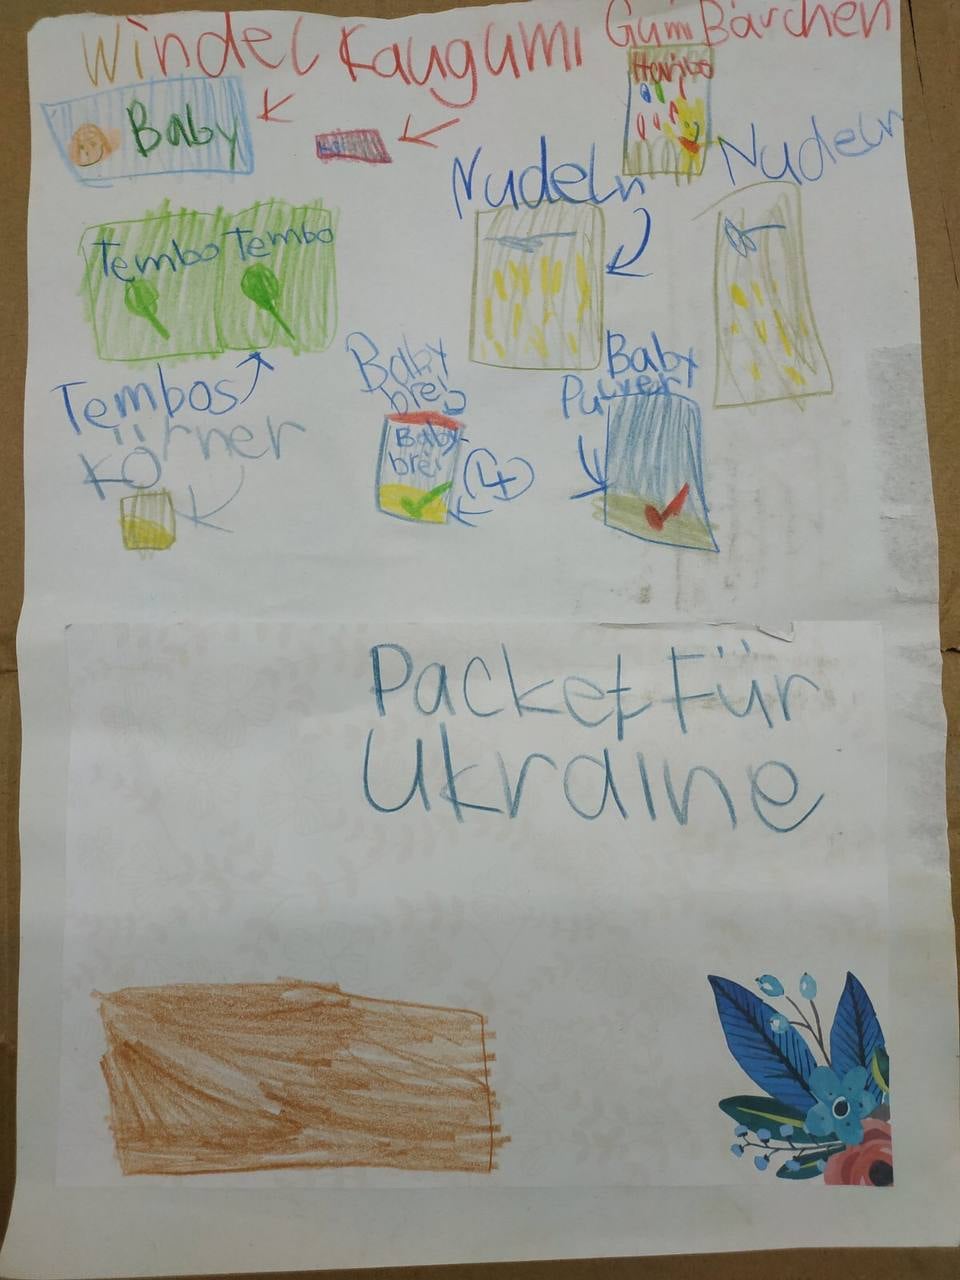 Windel Kaugumi Gumi Bärchen
Haribo
Baby
Nudeln
Nudeln
Tembo Tembo
Tembos
Baby
brei
Baby-
brei
4
Baby
Pulver
Körner
Packet Für
Ukraine